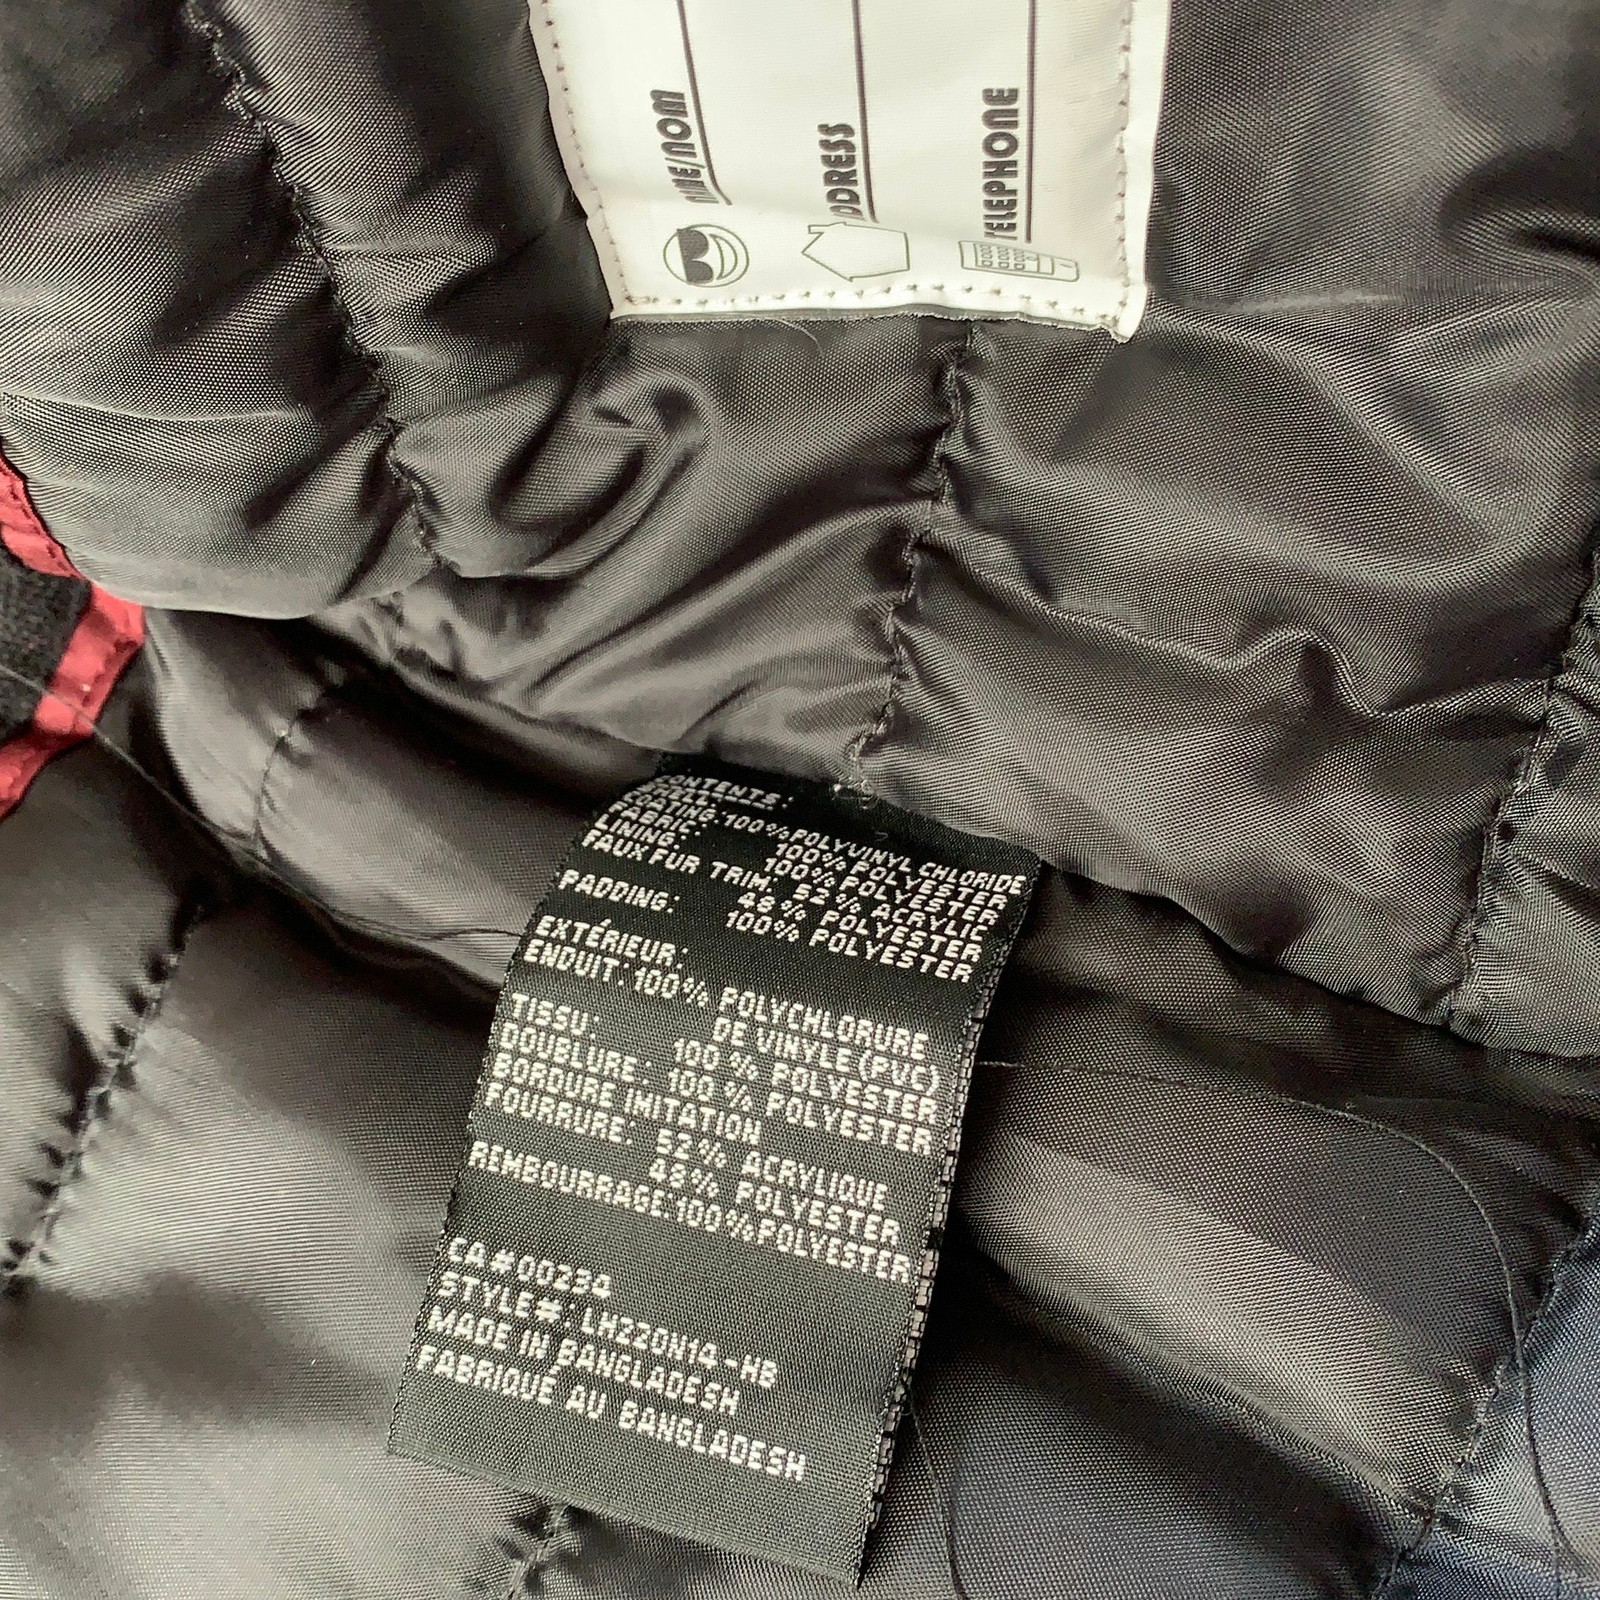 NAME/NOM
ADDRESS
TELEPHONE
CONTENTS:
SHELL:
COATING: 100% POLYVINYL CHLORIDE
FABRIC: 100% POLYESTER
LINING: 100% POLYESTER
FAUX FUR TRIM: 52% ACRYLIC
48% POLYESTER
PADDING: 100% POLYESTER
EXTÉRIEUR:
ENDUIT: 100% POLYCHLORURE
DE VINYLE (PVC)
TISSU: 100% POLYESTER
DOUBLURE: 100% POLYESTER
BORDURE IMITATION
FOURRURE: 52% ACRYLIQUE
48% POLYESTER
REMBOURRAGE: 100% POLYESTER
CA#00234
STYLE#: LH220N14-HB
MADE IN BANGLADESH
FABRIQUÉ AU BANGLADESH